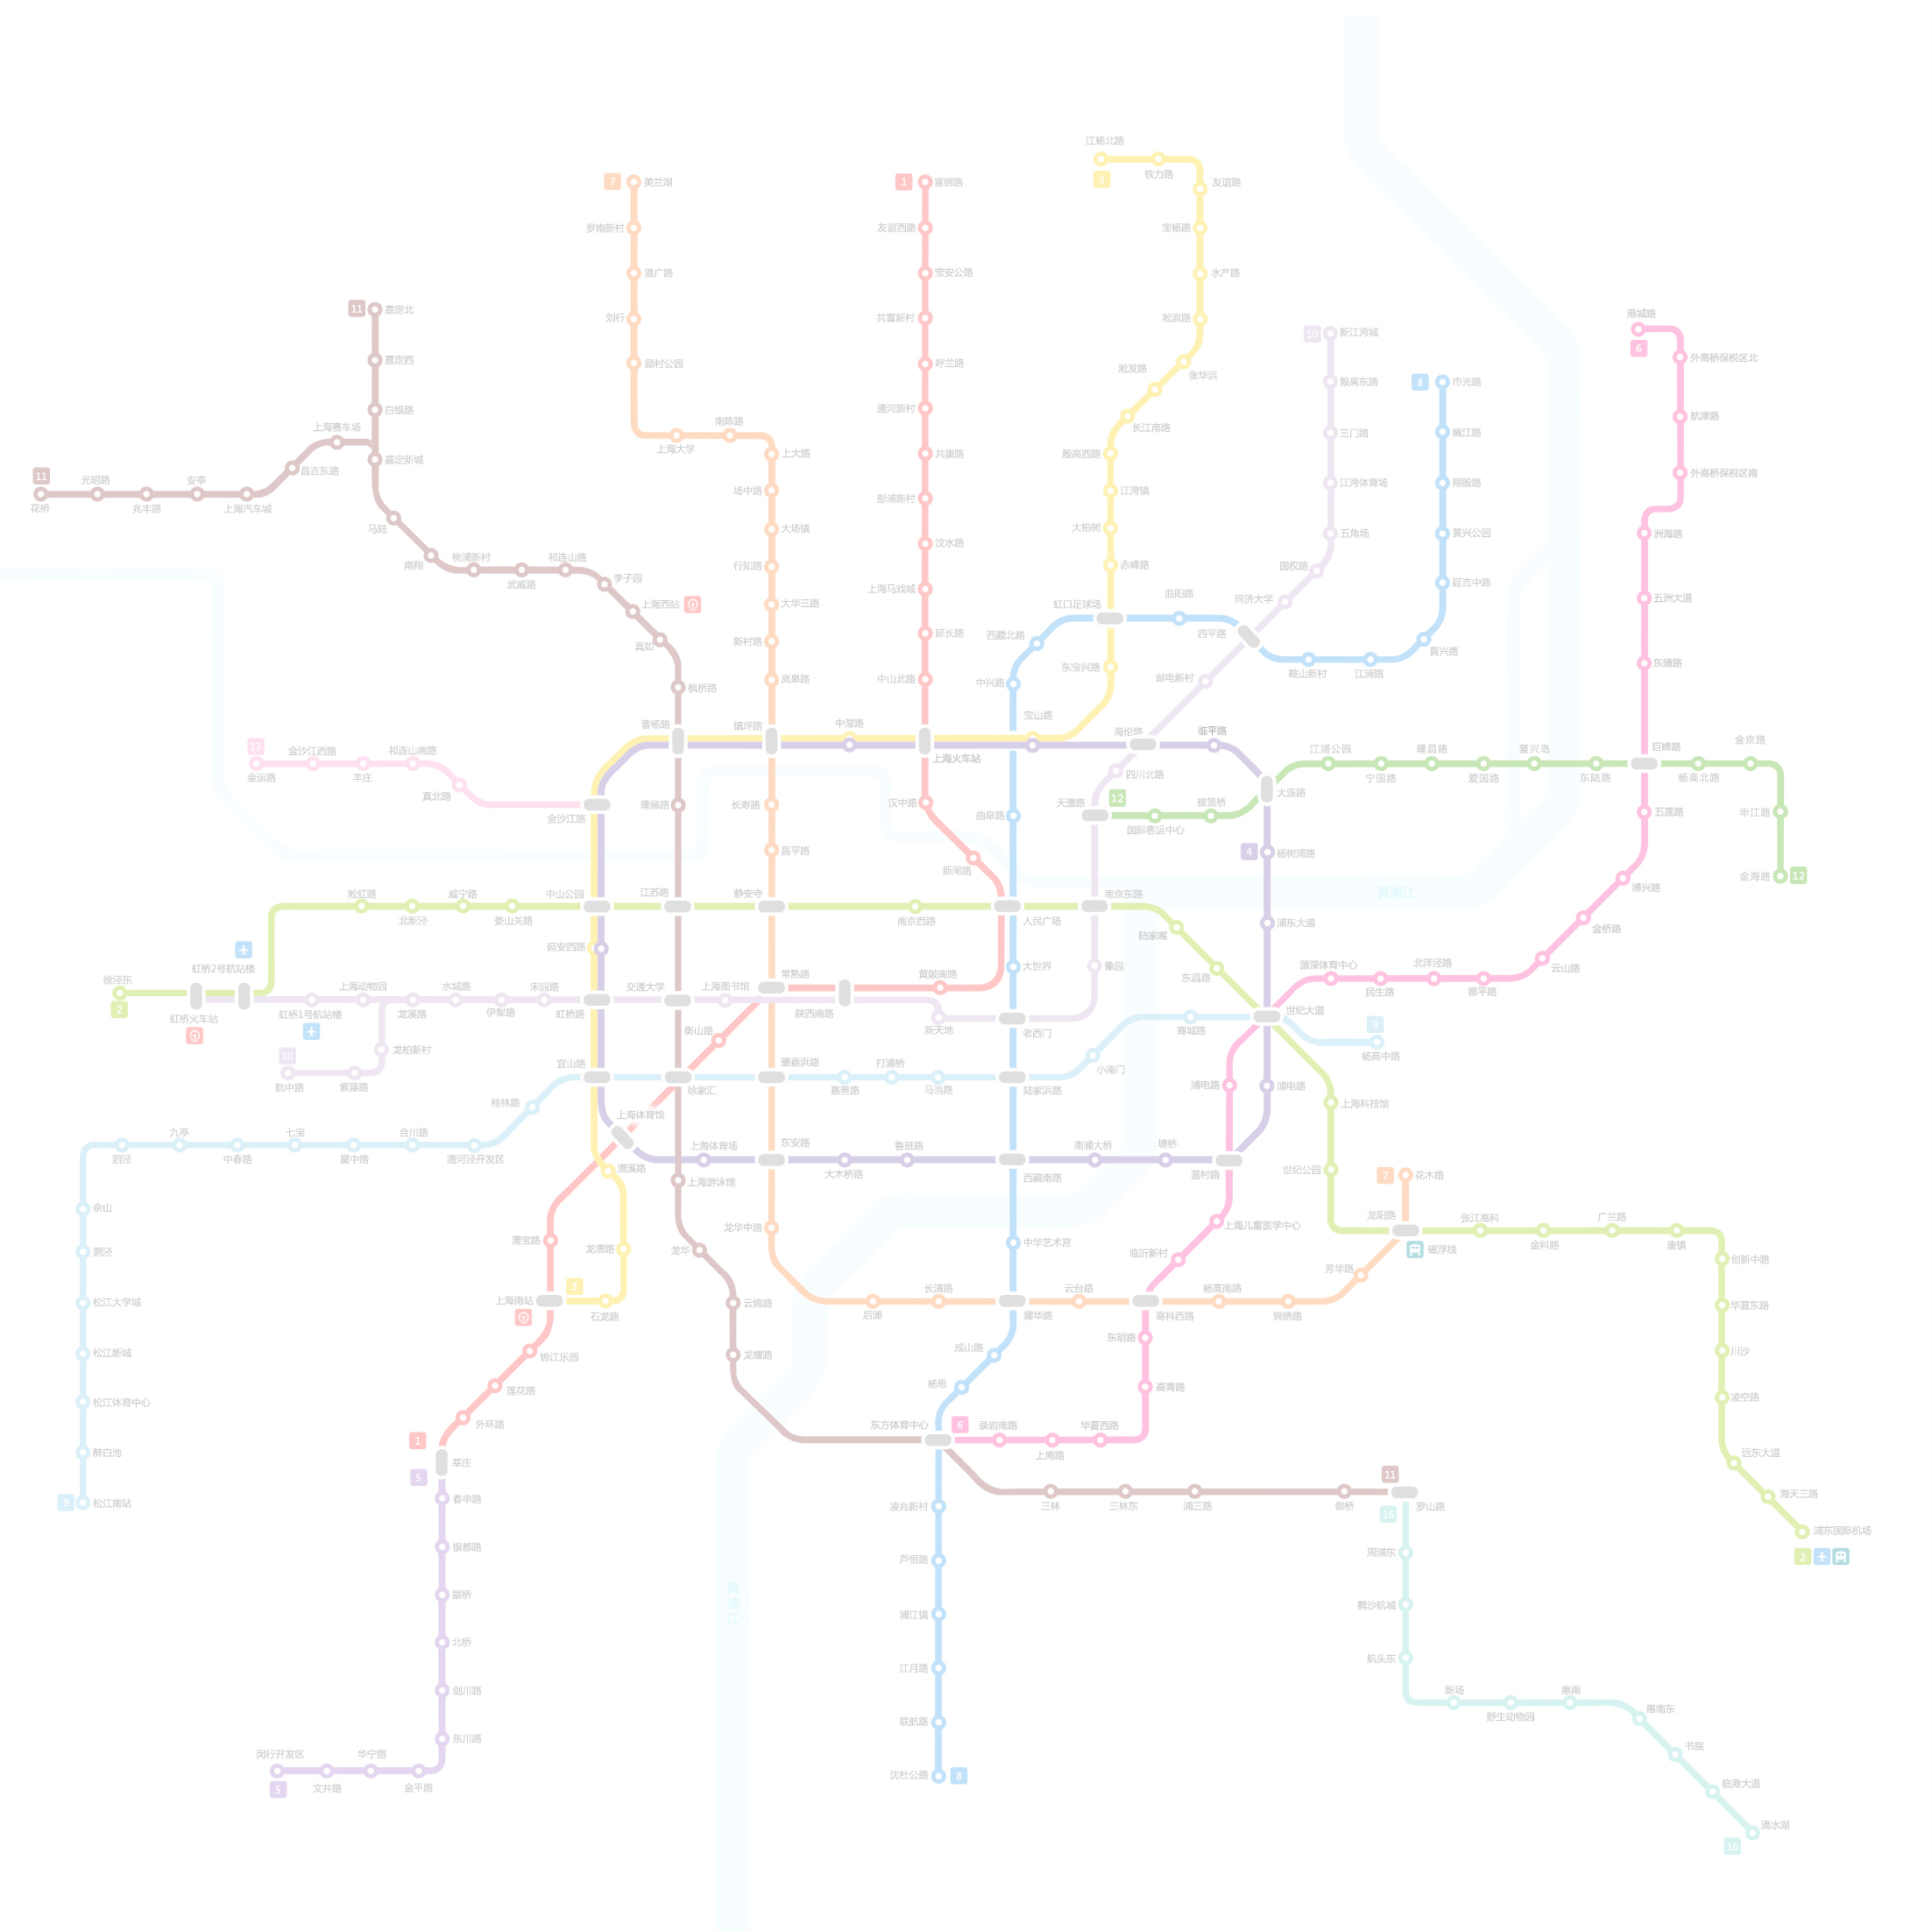 江杨北路
铁力路
3
友谊路
7
美兰湖
1
富锦路
罗南新村
友谊西路
宝杨路
潘广路
宝安公路
水产路
11
嘉定北
刘行
共富新村
淞滨路
港城路
6
10
新江湾城
外高桥保税区北
嘉定西
顾村公园
呼兰路
淞发路
张华浜
殷高东路
8
市光路
白银路
通河新村
长江南路
航津路
上海赛车场
南陈路
上海大学
三门路
嫩江路
嘉定新城
上大路
共康路
殷高西路
昌吉东路
外高桥保税区南
11
光明路
安亭
花桥
兆丰路
上海汽车城
场中路
彭浦新村
江湾镇
江湾体育场
翔殷路
马陆
大场镇
大柏树
五角场
黄兴公园
洲海路
汶水路
南翔
桃浦新村
武威路
祁连山路
李子园
行知路
赤峰路
国权路
延吉中路
上海西站
大华三路
上海马戏城
虹口足球场
曲阳路
同济大学
五洲大道
真如
新村路
延长路
西藏北路
四平路
黄兴路
东靖路
枫桥路
岚皋路
中山北路
中兴路
东宝兴路
邮电新村
鞍山新村
江浦路
曹杨路
镇坪路
中潭路
上海火车站
宝山路
海伦路
临平路
13
金沙江西路
祁连山南路
金运路
丰庄
真北路
江浦公园
宁国路
隆昌路
爱国路
复兴岛
东陆路
巨峰路
杨高北路
金京路
四川北路
大连路
金沙江路
隆德路
长寿路
汉中路
曲阜路
天潼路
12
国际客运中心
提篮桥
五莲路
申江路
昌平路
新闸路
4
杨树浦路
博兴路
金海路
12
淞虹路
北新泾
威宁路
娄山关路
中山公园
江苏路
静安寺
南京西路
人民广场
南京东路
黄浦江
浦东大道
金桥路
延安西路
陆家嘴
大世界
豫园
东昌路
徐泾东
2
虹桥2号航站楼
虹桥火车站
虹桥1号航站楼
上海动物园
龙溪路
水城路
伊犁路
宋园路
虹桥路
交通大学
上海图书馆
常熟路
陕西南路
黄陂南路
新天地
老西门
商城路
世纪大道
源深体育中心
民生路
北洋泾路
德平路
云山路
9
杨高中路
10
航中路
紫藤路
龙柏新村
衡山路
小南门
宜山路
徐家汇
肇嘉浜路
嘉善路
打浦桥
马当路
陆家浜路
浦电路
浦电路
上海科技馆
桂林路
上海体育馆
九亭
泗泾
中春路
七宝
星中路
合川路
漕河泾开发区
漕溪路
上海体育场
东安路
大木桥路
鲁班路
西藏南路
南浦大桥
塘桥
蓝村路
世纪公园
7
花木路
上海游泳馆
佘山
龙华中路
上海儿童医学中心
龙阳路
磁浮线
张江高科
金科路
广兰路
唐镇
洞泾
漕宝路
龙漕路
龙华
中华艺术宫
临沂新村
芳华路
创新中路
3
上海南站
石龙路
松江大学城
云锦路
后滩
长清路
耀华路
云台路
高科西路
杨高南路
锦绣路
华夏东路
松江新城
锦江乐园
龙耀路
成山路
东明路
川沙
莲花路
杨思
高青路
凌空路
松江体育中心
外环路
东方体育中心
6
灵岩南路
上南路
华夏西路
1
醉白池
莘庄
5
远东大道
11
9
松江南站
春申路
凌兆新村
三林
三林东
浦三路
御桥
罗山路
16
海天三路
浦东国际机场
2
银都路
芦恒路
周浦东
颛桥
黄浦江
浦江镇
鹤沙航城
北桥
江月路
航头东
剑川路
新场
野生动物园
惠南
惠南东
东川路
联航路
书院
闵行开发区
文井路
华宁路
金平路
5
沈杜公路
8
临港大道
滴水湖
16